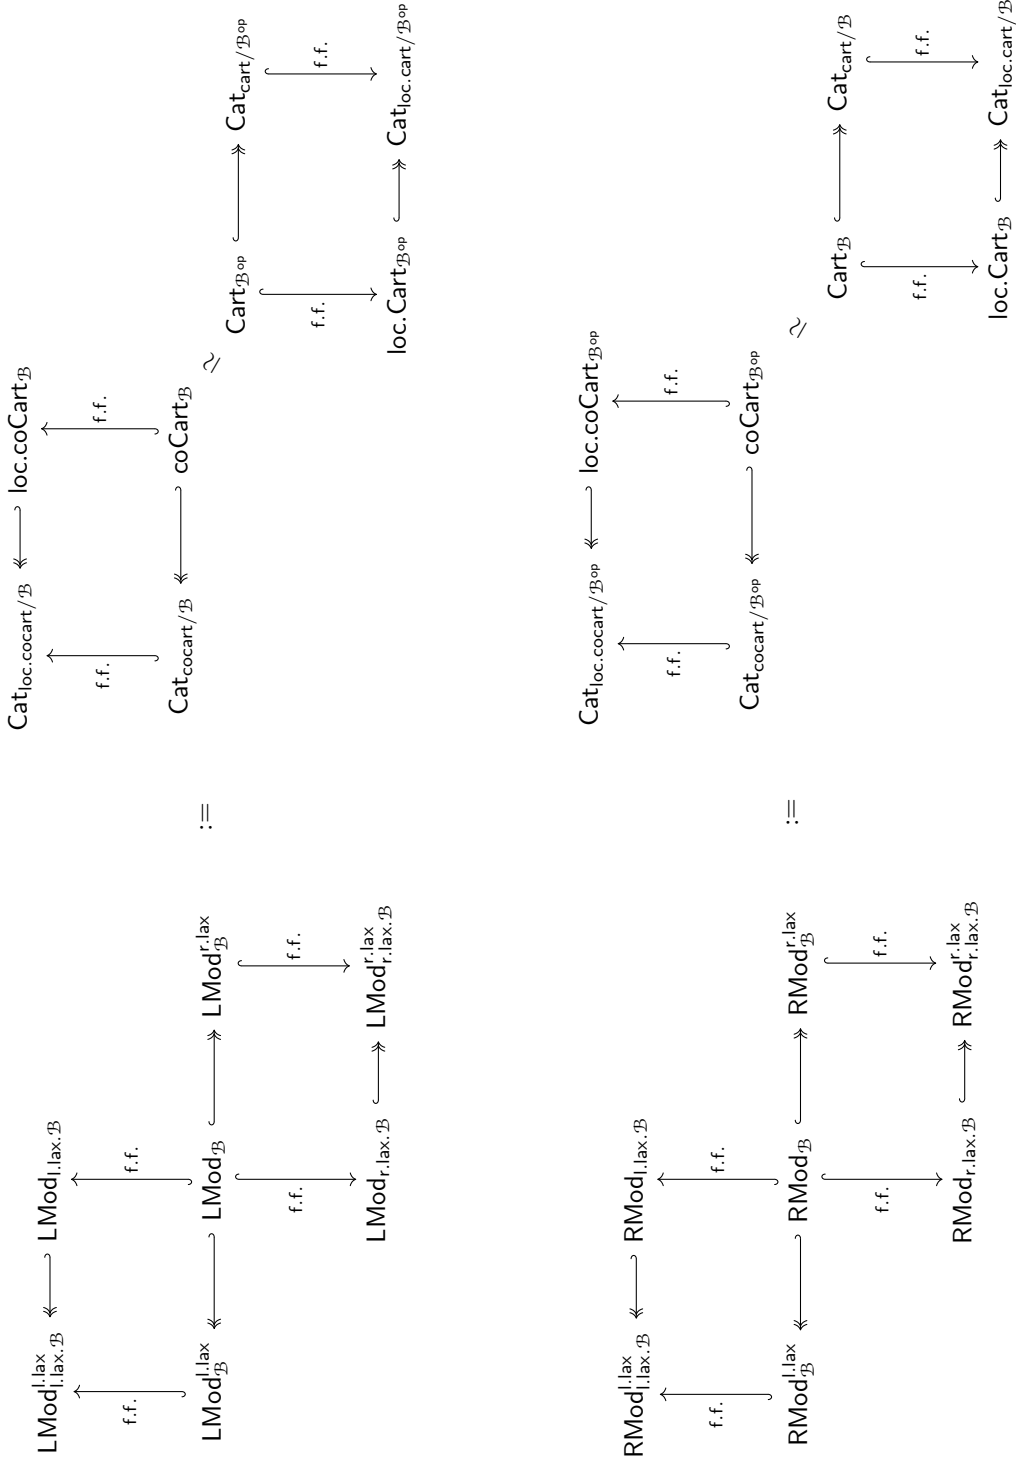 LMod^{l.lax}_{l.lax.ℬ} LMod_{l.lax.ℬ} Cat_{loc.cocart/ℬ} loc.coCart_ℬ
f.f. f.f. f.f. f.f.
LMod^{l.lax}_ℬ LMod_ℬ LMod^{r.lax}_ℬ := Cat_{cocart/ℬ} coCart_ℬ ≃ Cart_{ℬ^{op}} Cat_{cart/ℬ^{op}}
f.f. f.f. f.f. f.f.
LMod_{r.lax.ℬ} LMod^{r.lax}_{r.lax.ℬ} loc.Cart_{ℬ^{op}} Cat_{loc.cart/ℬ^{op}}
RMod^{l.lax}_{l.lax.ℬ} RMod_{l.lax.ℬ} Cat_{loc.cocart/ℬ^{op}} loc.coCart_{ℬ^{op}}
f.f. f.f. f.f. f.f.
RMod^{l.lax}_ℬ RMod_ℬ RMod^{r.lax}_ℬ := Cat_{cocart/ℬ^{op}} coCart_{ℬ^{op}} ≃ Cart_ℬ Cat_{cart/ℬ}
f.f. f.f. f.f. f.f.
RMod_{r.lax.ℬ} RMod^{r.lax}_{r.lax.ℬ} loc.Cart_ℬ Cat_{loc.cart/ℬ}